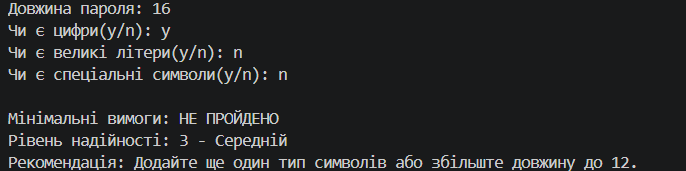 Довжина пароля: 16
Чи є цифри(y/n): y
Чи є великі літери(y/n): n
Чи є спеціальні символи(y/n): n

Мінімальні вимоги: НЕ ПРОЙДЕНО
Рівень надійності: 3 - Середній
Рекомендація: Додайте ще один тип символів або збільште довжину до 12.